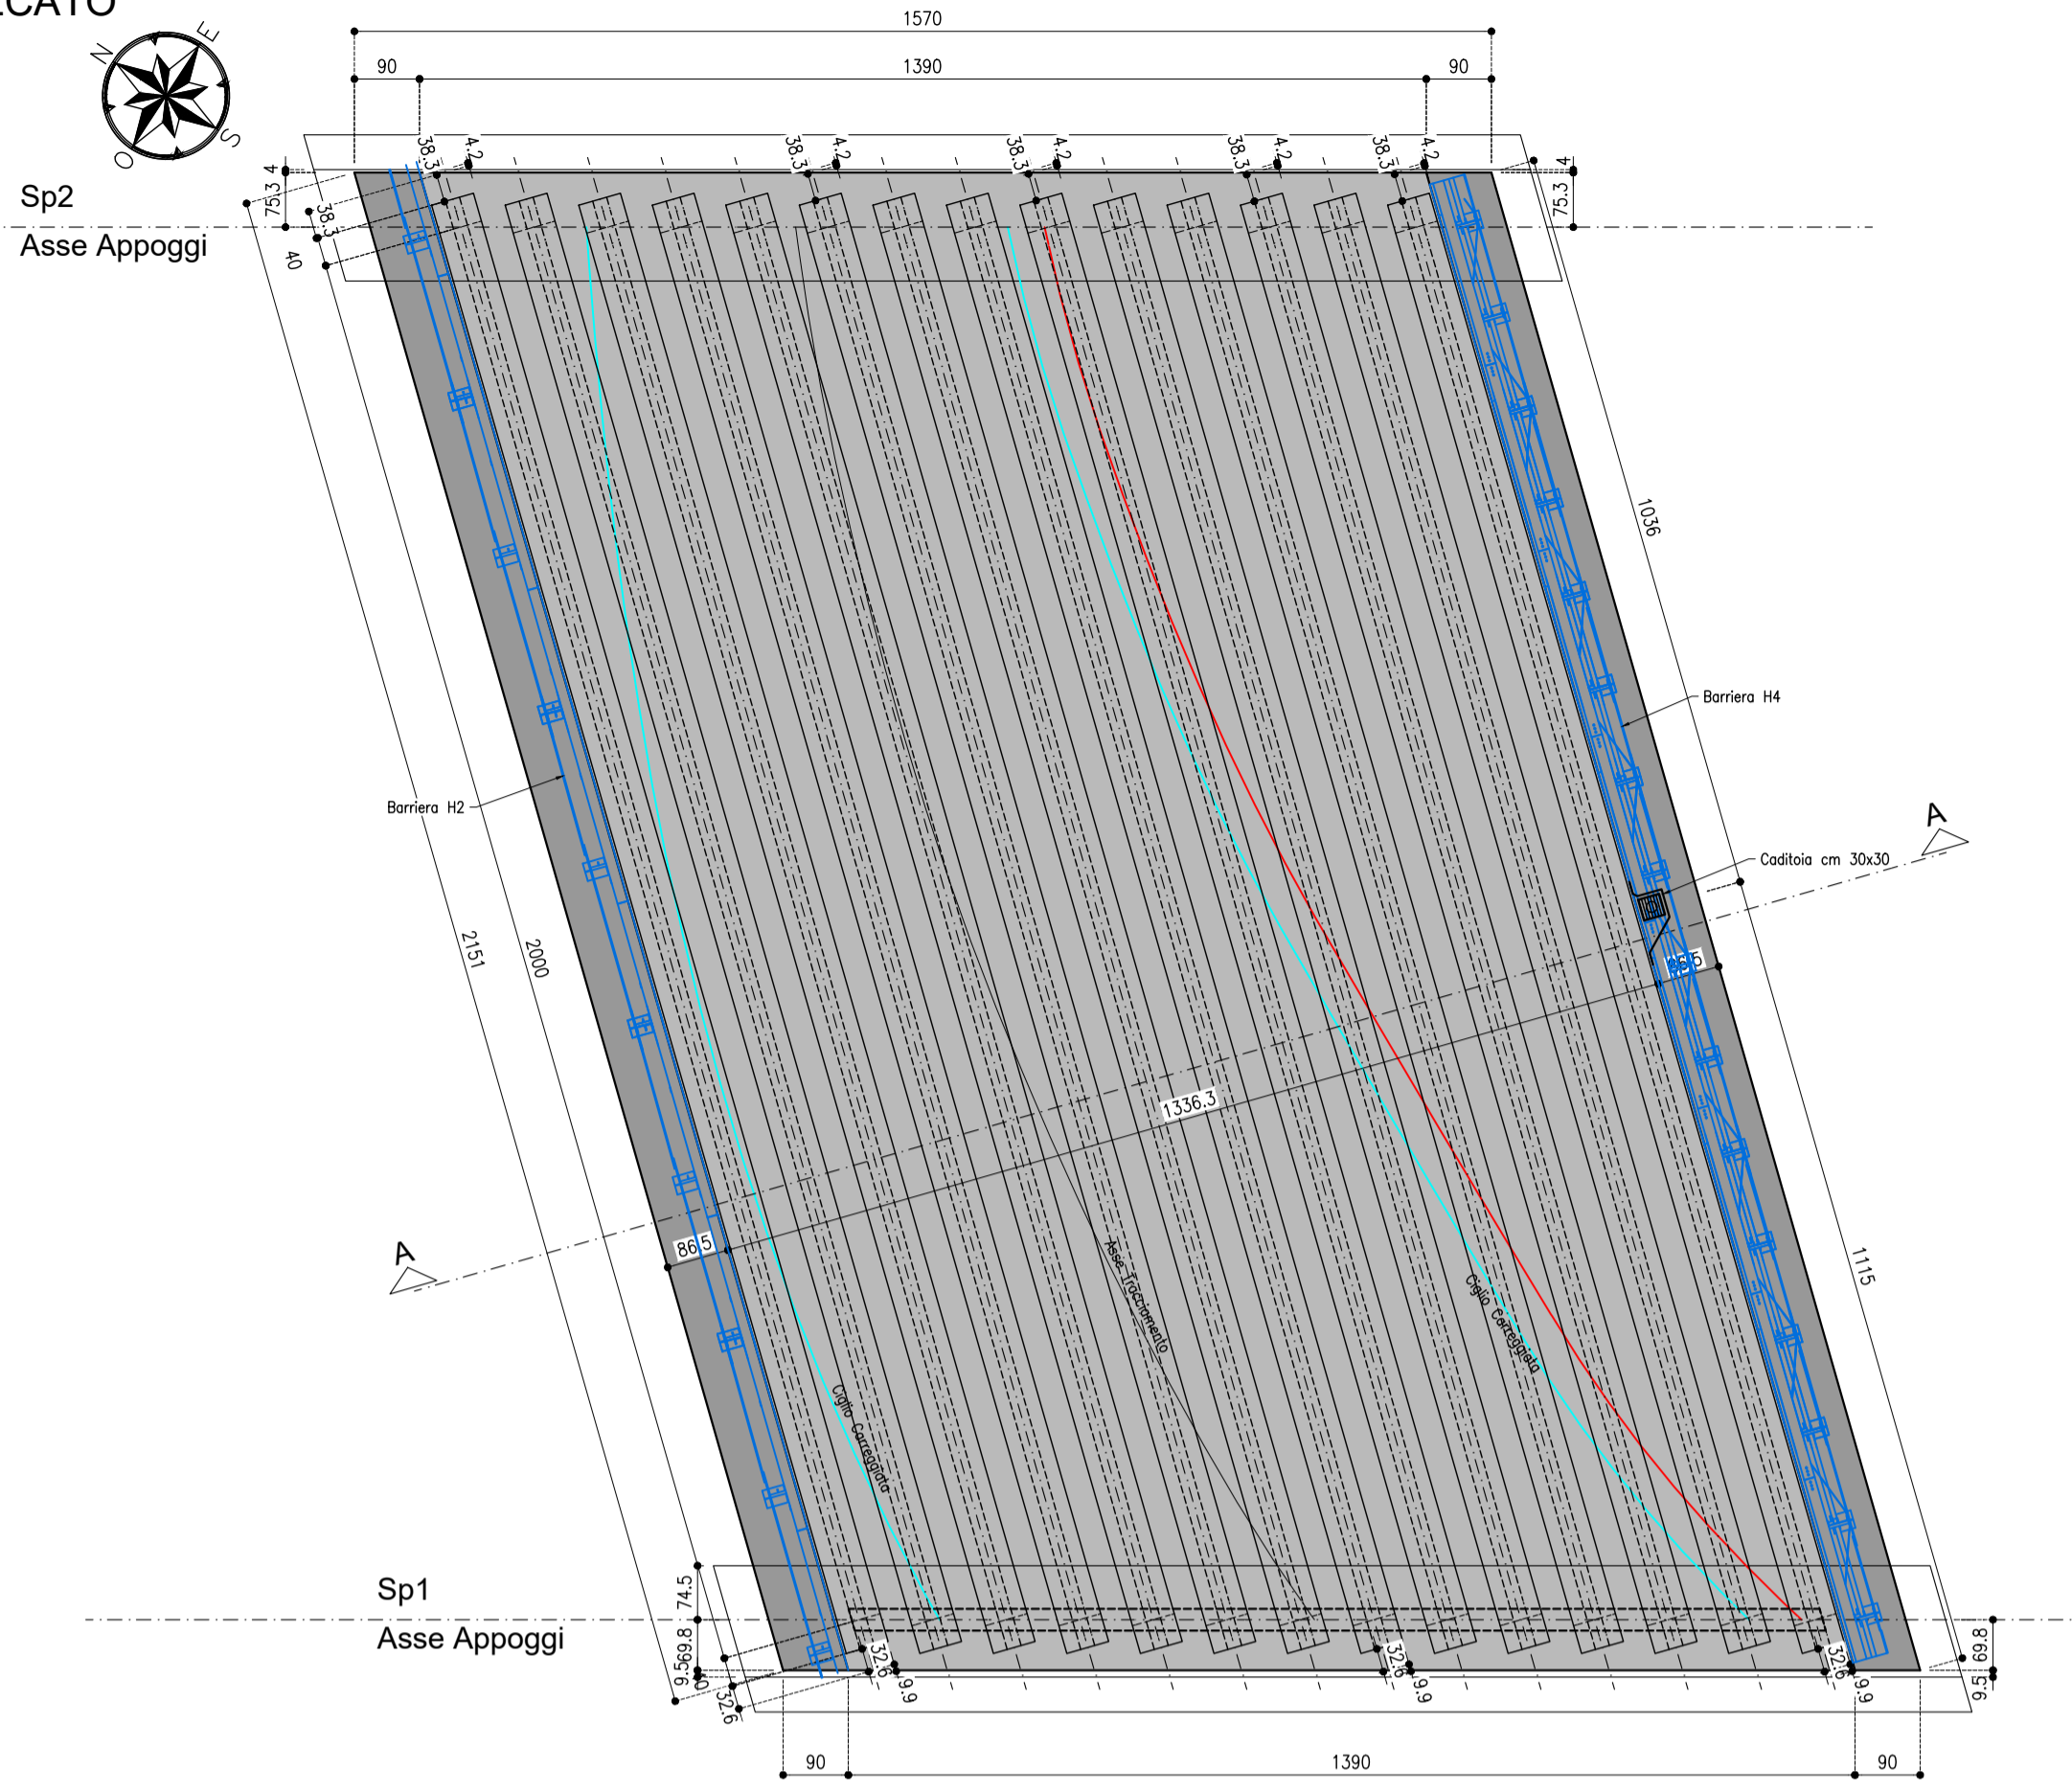 1570
90
1390
90
N
E
S
O
Sp2
Asse Appoggi
4
75.3
38.3
40
38.3
4.2
38.3
4.2
38.3
4.2
38.3
4.2
38.3
4.2
4
75.3
1036
Barriera H4
Barriera H2
A
Caditoia cm 30x30
2151
2000
86.5
1336.3
A
86.5
Asse Tracciamento
Ciglio Carreggiata
Ciglio Carreggiata
1115
Sp1
Asse Appoggi
74.5
69.8
9.5
32.6
32.6
9.9
32.6
9.9
32.6
9.9
69.8
9.5
90
1390
90